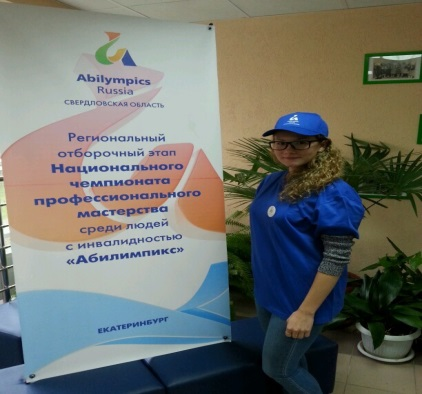 Abilympics
Russia
СВЕРДЛОВСКАЯ ОБЛАСТЬ
Региональный
отборочный этап
Национального
чемпионата
профессионального
мастерства
среди людей
с инвалидностью
«Абилимпикс»
ЕКАТЕРИНБУРГ